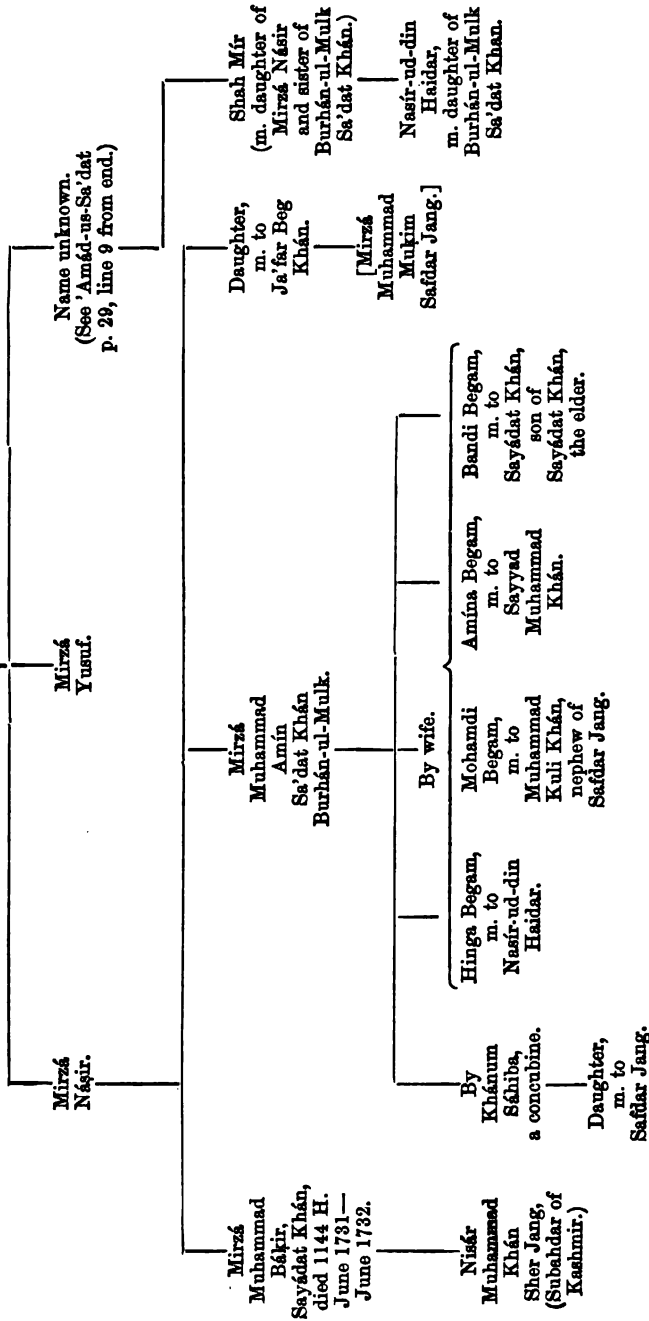 Mirzá
Násir.
Mirzá
Yusuf.
Name unknown.
(See 'Amád-us-Sa'dat
p. 29, line 9 from end.)
Mirzá
Muhammad
Bákir,
Sayádat Khán,
died 1144 H.
June 1731—
June 1732.
Mirzá
Muhammad
Amín
Sa'dat Khán
Burhán-ul-Mulk.
Daughter,
m. to
Ja'far Beg
Khán.
Shah Mír
(m. daughter of
Mirzá Násir
and sister of
Burhán-ul-Mulk
Sa'dat Khán.)
Nisár
Muhammad
Khán
Sher Jang,
(Subahdar of
Kashmir.)
By
Khánum
Sáhiba,
a concubine.
By wife.
[Mirzá
Muhammad
Mukim
Safdar Jang.]
Nasír-ud-din
Haidar,
m. daughter of
Burhán-ul-Mulk
Sa'dat Khan.
Daughter,
m. to
Safdar Jang.
Hinga Begam,
m. to
Nasír-ud-din
Haidar.
Mohamdi
Begam,
m. to
Muhammad
Kuli Khán,
nephew of
Safdar Jang.
Amína Begam,
m. to
Sayyad
Muhammad
Khán.
Bandi Begam,
m. to
Sayádat Khán,
son of
Sayádat Khán,
the elder.